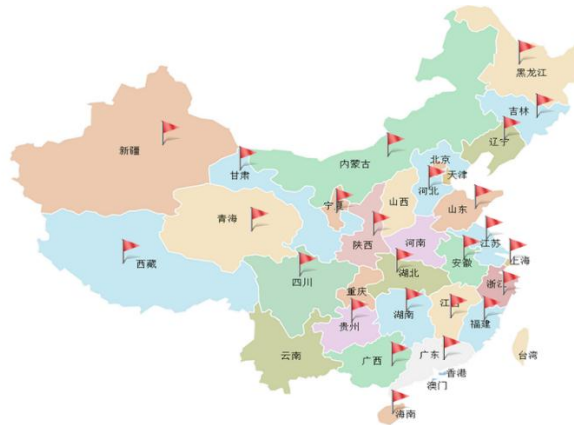 黑龙江
吉林
辽宁
新疆
内蒙古
甘肃
北京
天津
河北
宁夏
山西
山东
青海
陕西
河南
江苏
西藏
安徽
上海
四川
湖北
重庆
浙江
江西
贵州
湖南
福建
云南
广西
广东
台湾
香港
澳门
海南